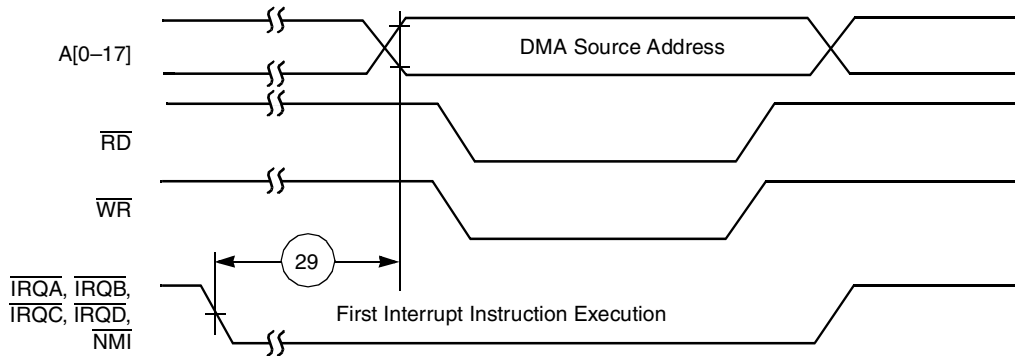 A[0–17]
DMA Source Address
RD
WR
29
IRQA, IRQB,
IRQC, IRQD,
NMI
First Interrupt Instruction Execution